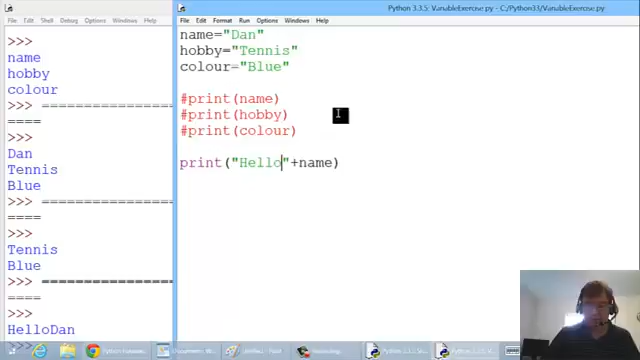 Python 3.3.5: VariableExercise.py - C:/Python33/VariableExercise.py
File Edit Format Run Options Windows Help
>>>
name
hobby
colour
>>> ================
====
>>>
Dan
Tennis
Blue
>>> ================
====
>>>
Tennis
Blue
>>> ================
====
>>>
HelloDan
>>>
name="Dan"
hobby="Tennis"
colour="Blue"
#print(name)
#print(hobby)
#print(colour)
print("Hello"+name)
Untitled - Paint